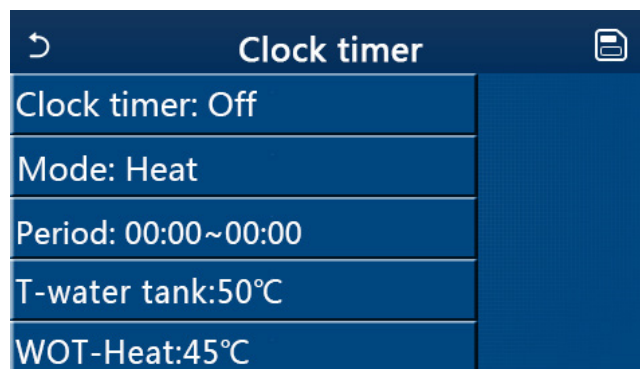 Clock timer
Clock timer: Off
Mode: Heat
Period: 00:00~00:00
T-water tank:50℃
WOT-Heat:45℃